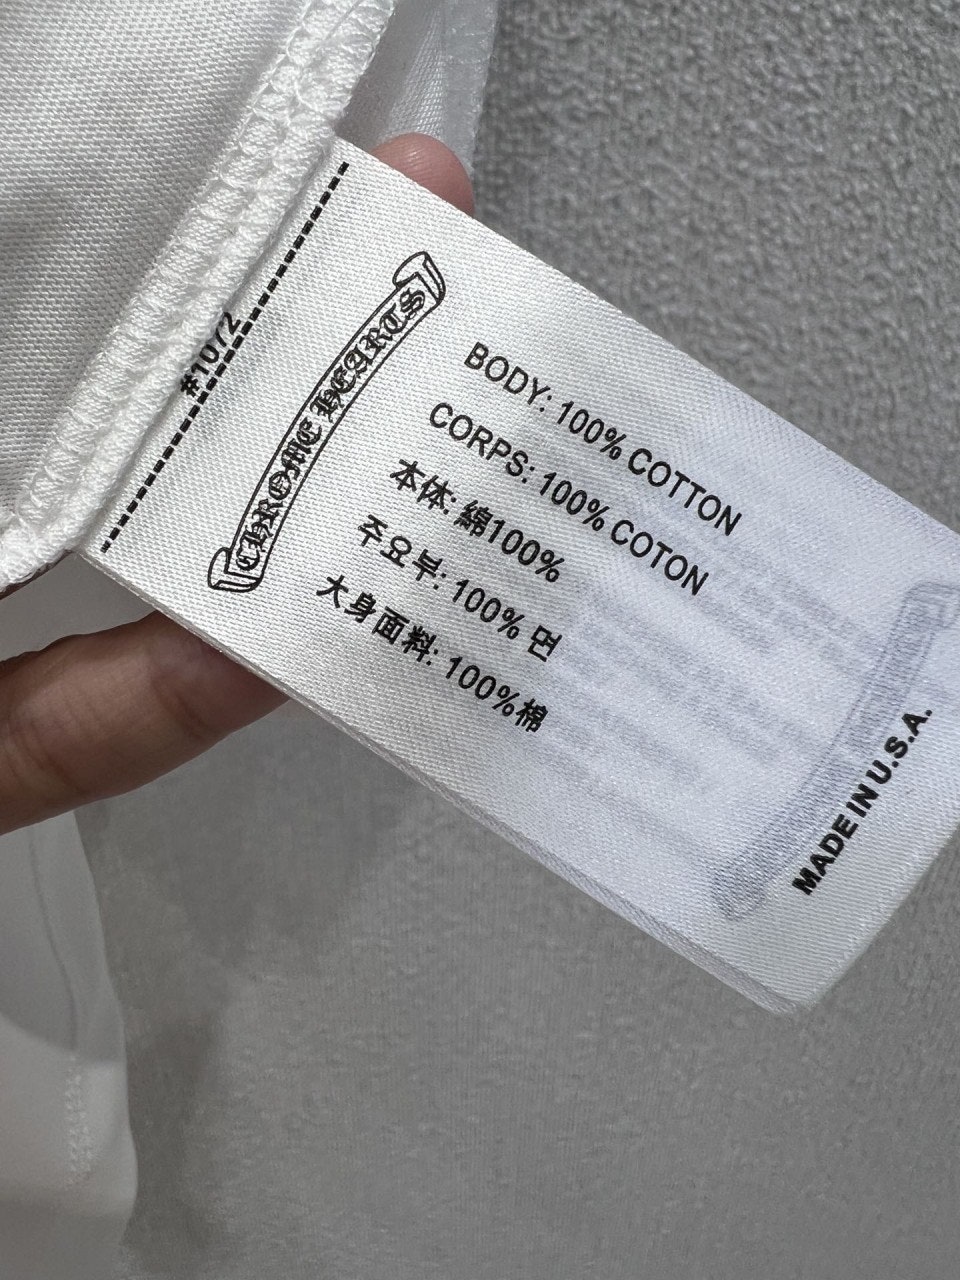 #1072
CHROME HEARTS
BODY: 100% COTTON
CORPS: 100% COTON
本体: 綿100%
주요부: 100% 면
大身面料: 100%棉
MADE IN U.S.A.